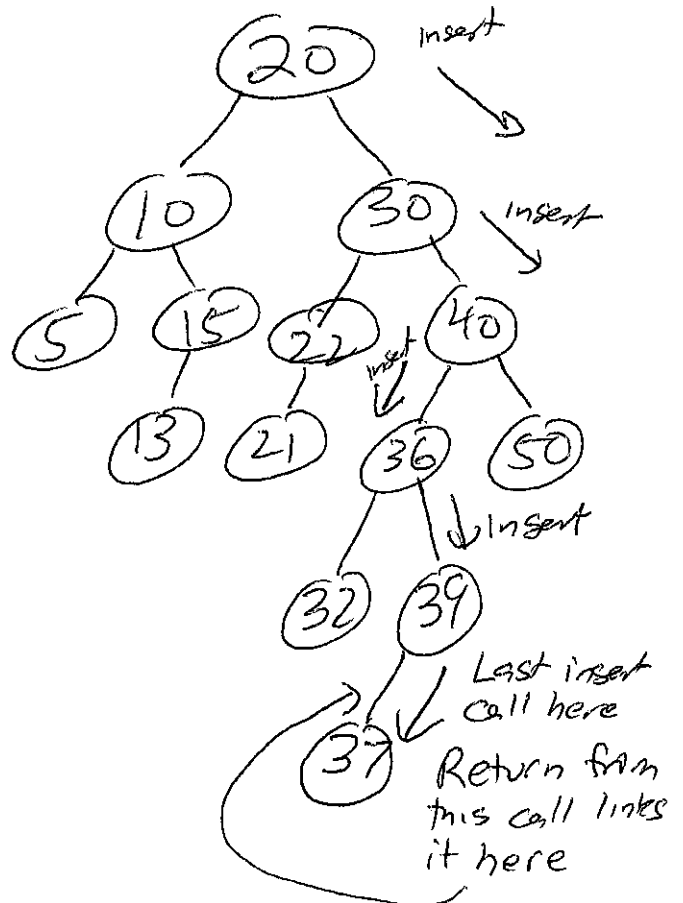 20
Insert
10
30
Insert
5
15
22
40
Insert
13
21
36
50
Insert
32
39
Last insert
call here
37
Return from
this call links
it here